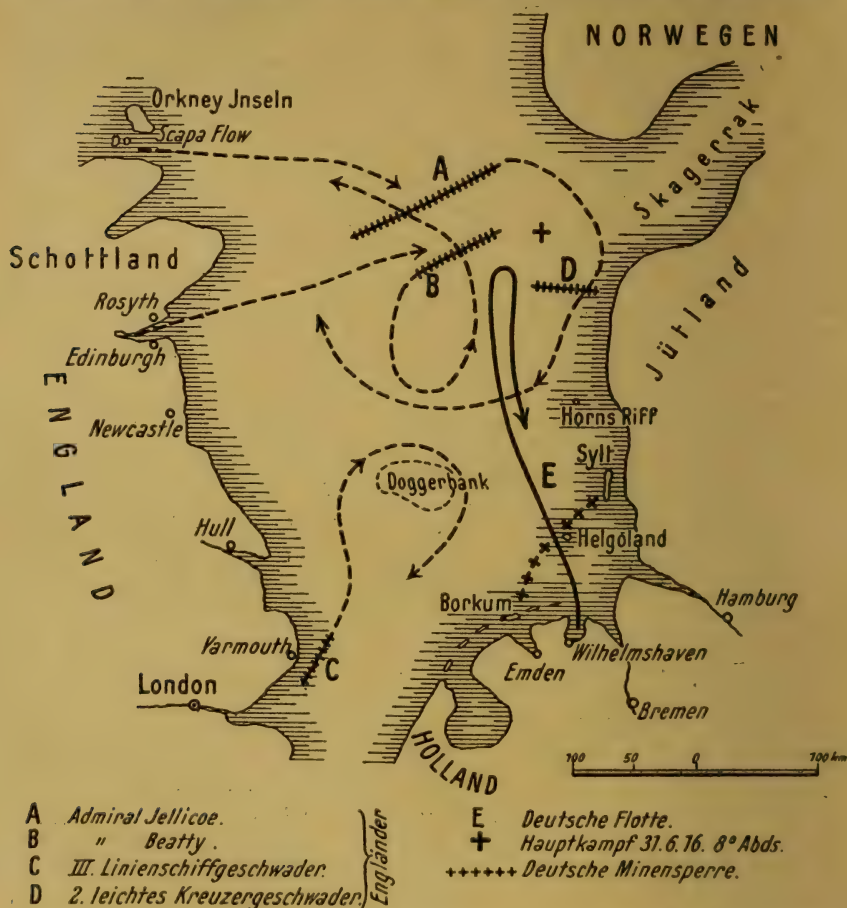 NORWEGEN
Orkney Jnseln
Scapa Flow
A
Skagerrak
Schottland
B
D
Rosyth
Jütland
Edinburgh
ENGLAND
Newcastle
Horns Riff
Sylt
E
Doggerbank
Hull
Helgoland
Borkum
Hamburg
Yarmouth
C
Wilhelmshaven
Emden
London
Bremen
HOLLAND
100 50 0 100 km
A Admiral Jellicoe.
B " Beatty.
C III. Linienschiffgeschwader.
D 2. leichtes Kreuzergeschwader.
Engländer
E Deutsche Flotte.
+ Hauptkampf 31.6.16. 8° Abds.
++++++ Deutsche Minensperre.